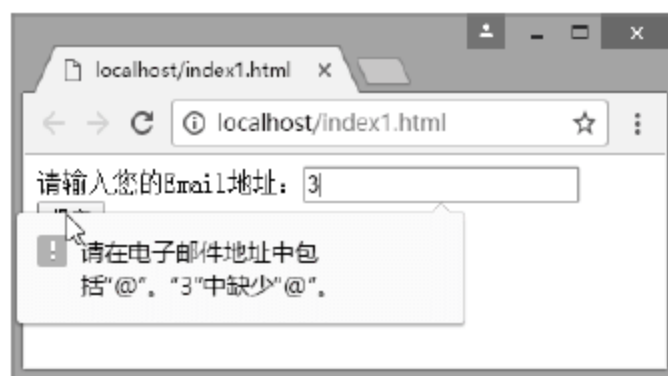 localhost/index1.html
localhost/index1.html
请输入您的Email地址：3
请在电子邮件地址中包
括"@"。"3"中缺少"@"。